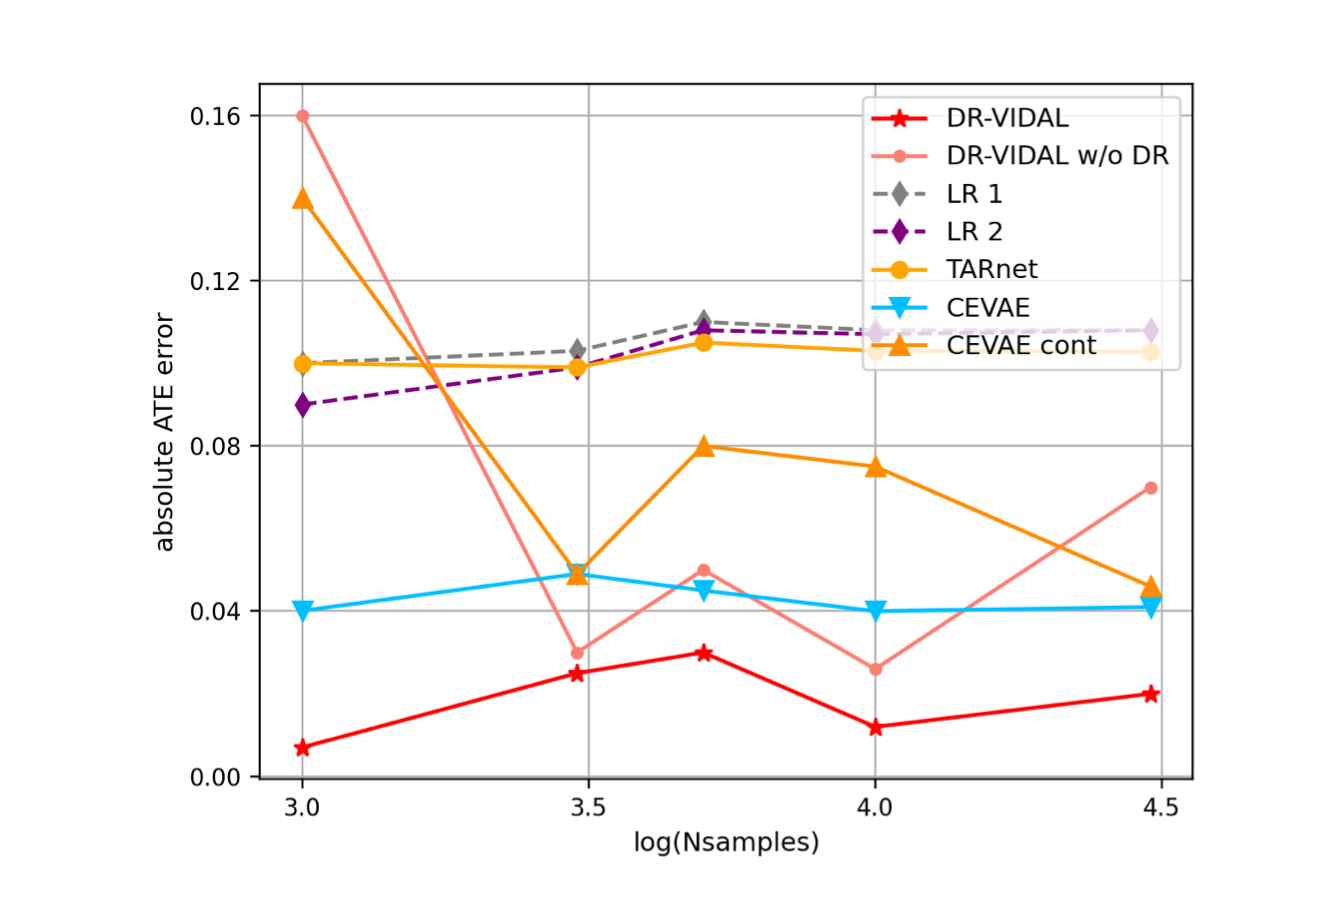 absolute ATE error
0.16
0.12
0.08
0.04
0.00
DR-VIDAL
DR-VIDAL w/o DR
LR 1
LR 2
TARnet
CEVAE
CEVAE cont
3.0 3.5 4.0 4.5
log(Nsamples)